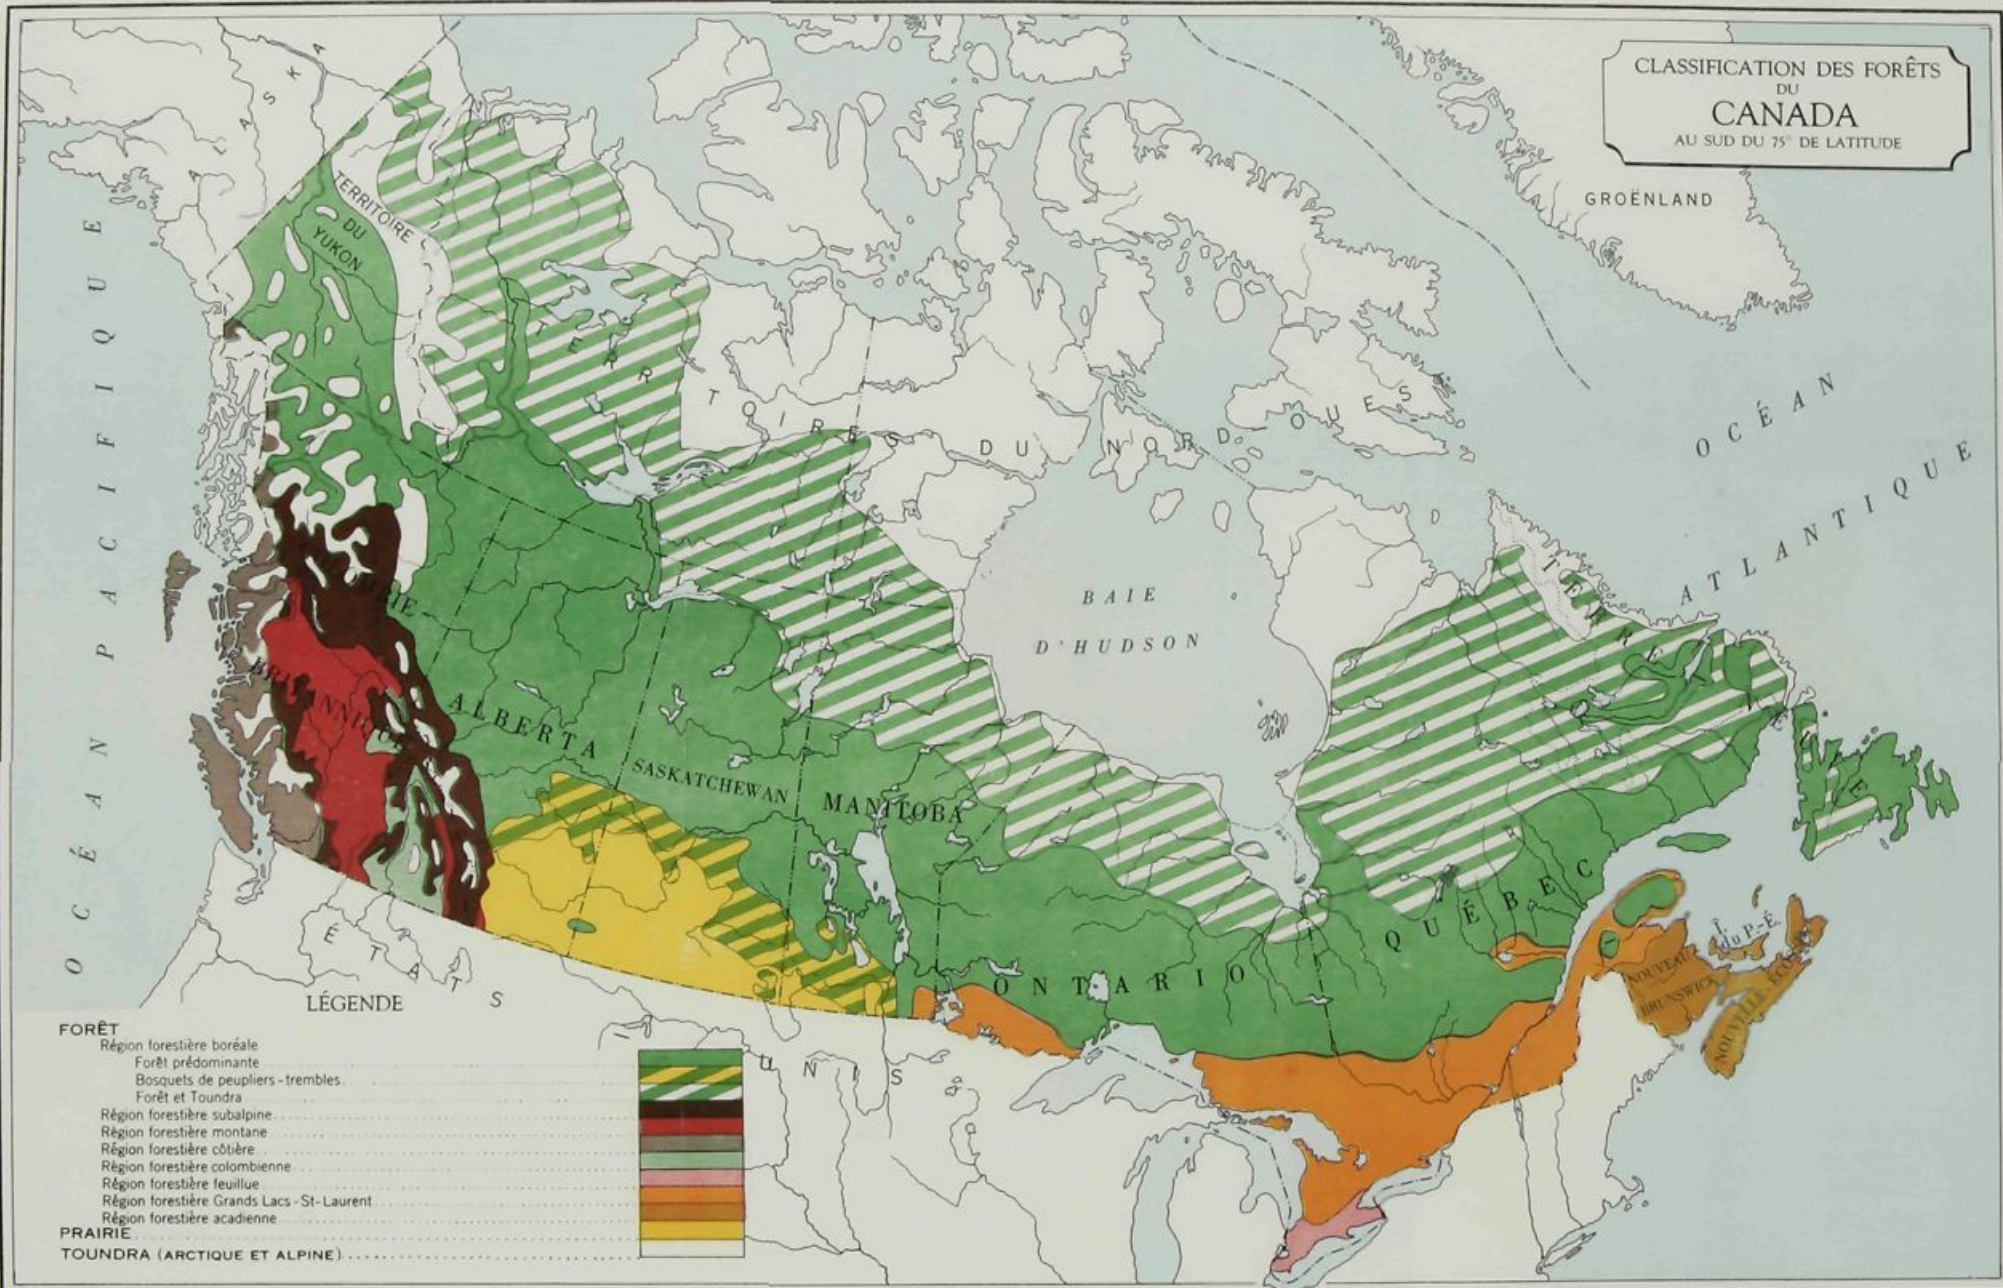 CLASSIFICATION DES FORÊTS
DU
CANADA
AU SUD DU 75° DE LATITUDE
GROËNLAND
ALASKA
TERRITOIRE
DU
YUKON
TERRITOIRES DU NORD-OUEST
OCÉAN PACIFIQUE
OCÉAN
ATLANTIQUE
BAIE
D'HUDSON
BRITANNIQUE
ALBERTA
SASKATCHEWAN
MANITOBA
ONTARIO
QUÉBEC
TERRE NEUVE
Î.
du P.-É.
NOUVEAU
BRUNSWICK
NOUVELLE ÉCOSSE
ÉTATS
UNIS
LÉGENDE
FORÊT
Région forestière boréale
Forêt prédominante
Bosquets de peupliers-trembles
Forêt et Toundra
Région forestière subalpine
Région forestière montane
Région forestière côtière
Région forestière colombienne
Région forestière feuillue
Région forestière Grands Lacs-St-Laurent
Région forestière acadienne
PRAIRIE
TOUNDRA (ARCTIQUE ET ALPINE)